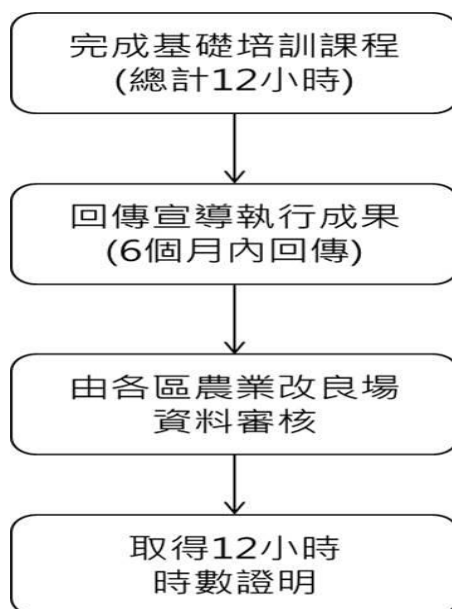 完成基礎培訓課程
(總計12小時)
回傳宣導執行成果
(6個月內回傳)
由各區農業改良場
資料審核
取得12小時
時數證明